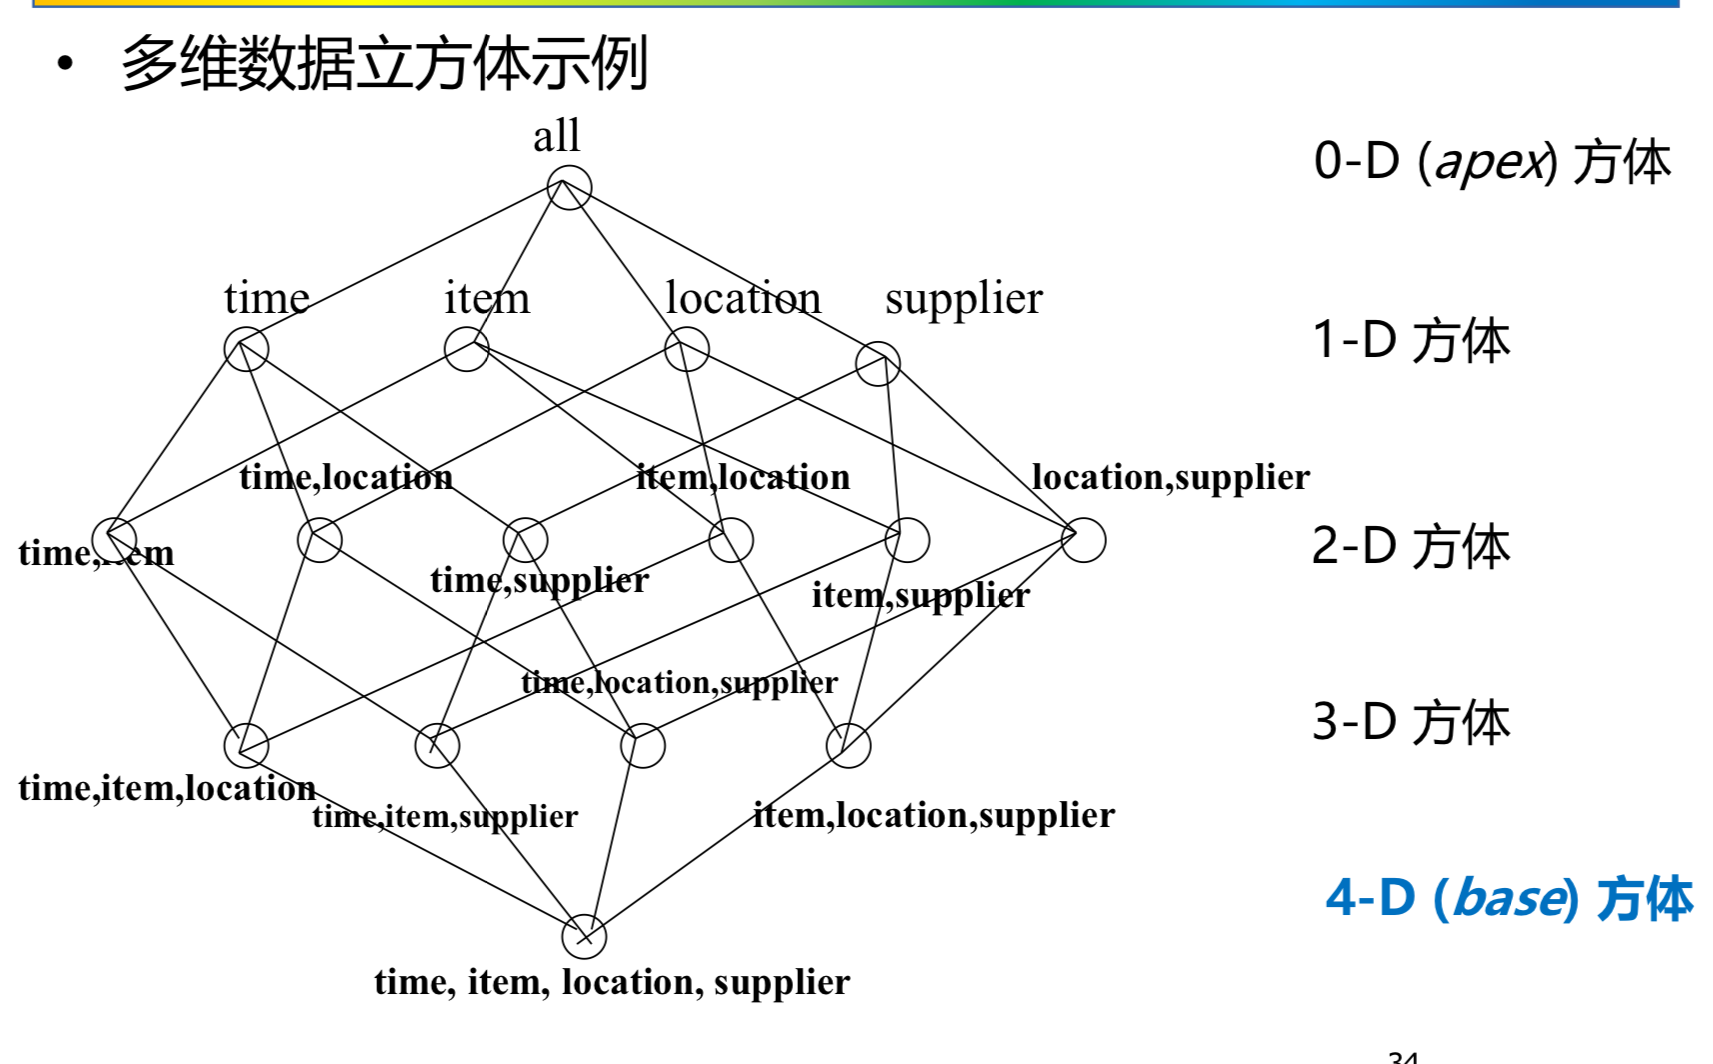 • 多维数据立方体示例
all
0-D (apex) 方体
time item location supplier
1-D 方体
time,location item,location location,supplier
time,item
2-D 方体
time,supplier
item,supplier
time,location,supplier
3-D 方体
time,item,location
time,item,supplier
item,location,supplier
4-D (base) 方体
time, item, location, supplier
34